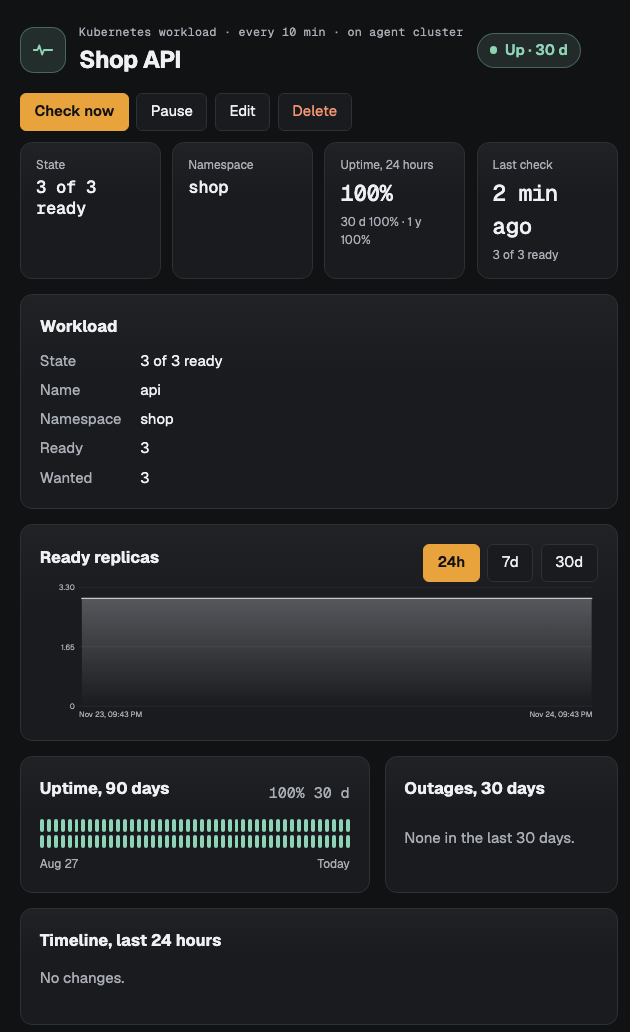 Kubernetes workload · every 10 min · on agent cluster
Shop API
Up · 30 d
Check now
Pause
Edit
Delete
State
3 of 3
ready
Namespace
shop
Uptime, 24 hours
100%
30 d 100% · 1 y
100%
Last check
2 min
ago
3 of 3 ready
Workload
State 3 of 3 ready
Name api
Namespace shop
Ready 3
Wanted 3
Ready replicas
24h
7d
30d
3.30
1.65
0
Nov 23, 09:43 PM
Nov 24, 09:43 PM
Uptime, 90 days
100% 30 d
Aug 27
Today
Outages, 30 days
None in the last 30 days.
Timeline, last 24 hours
No changes.